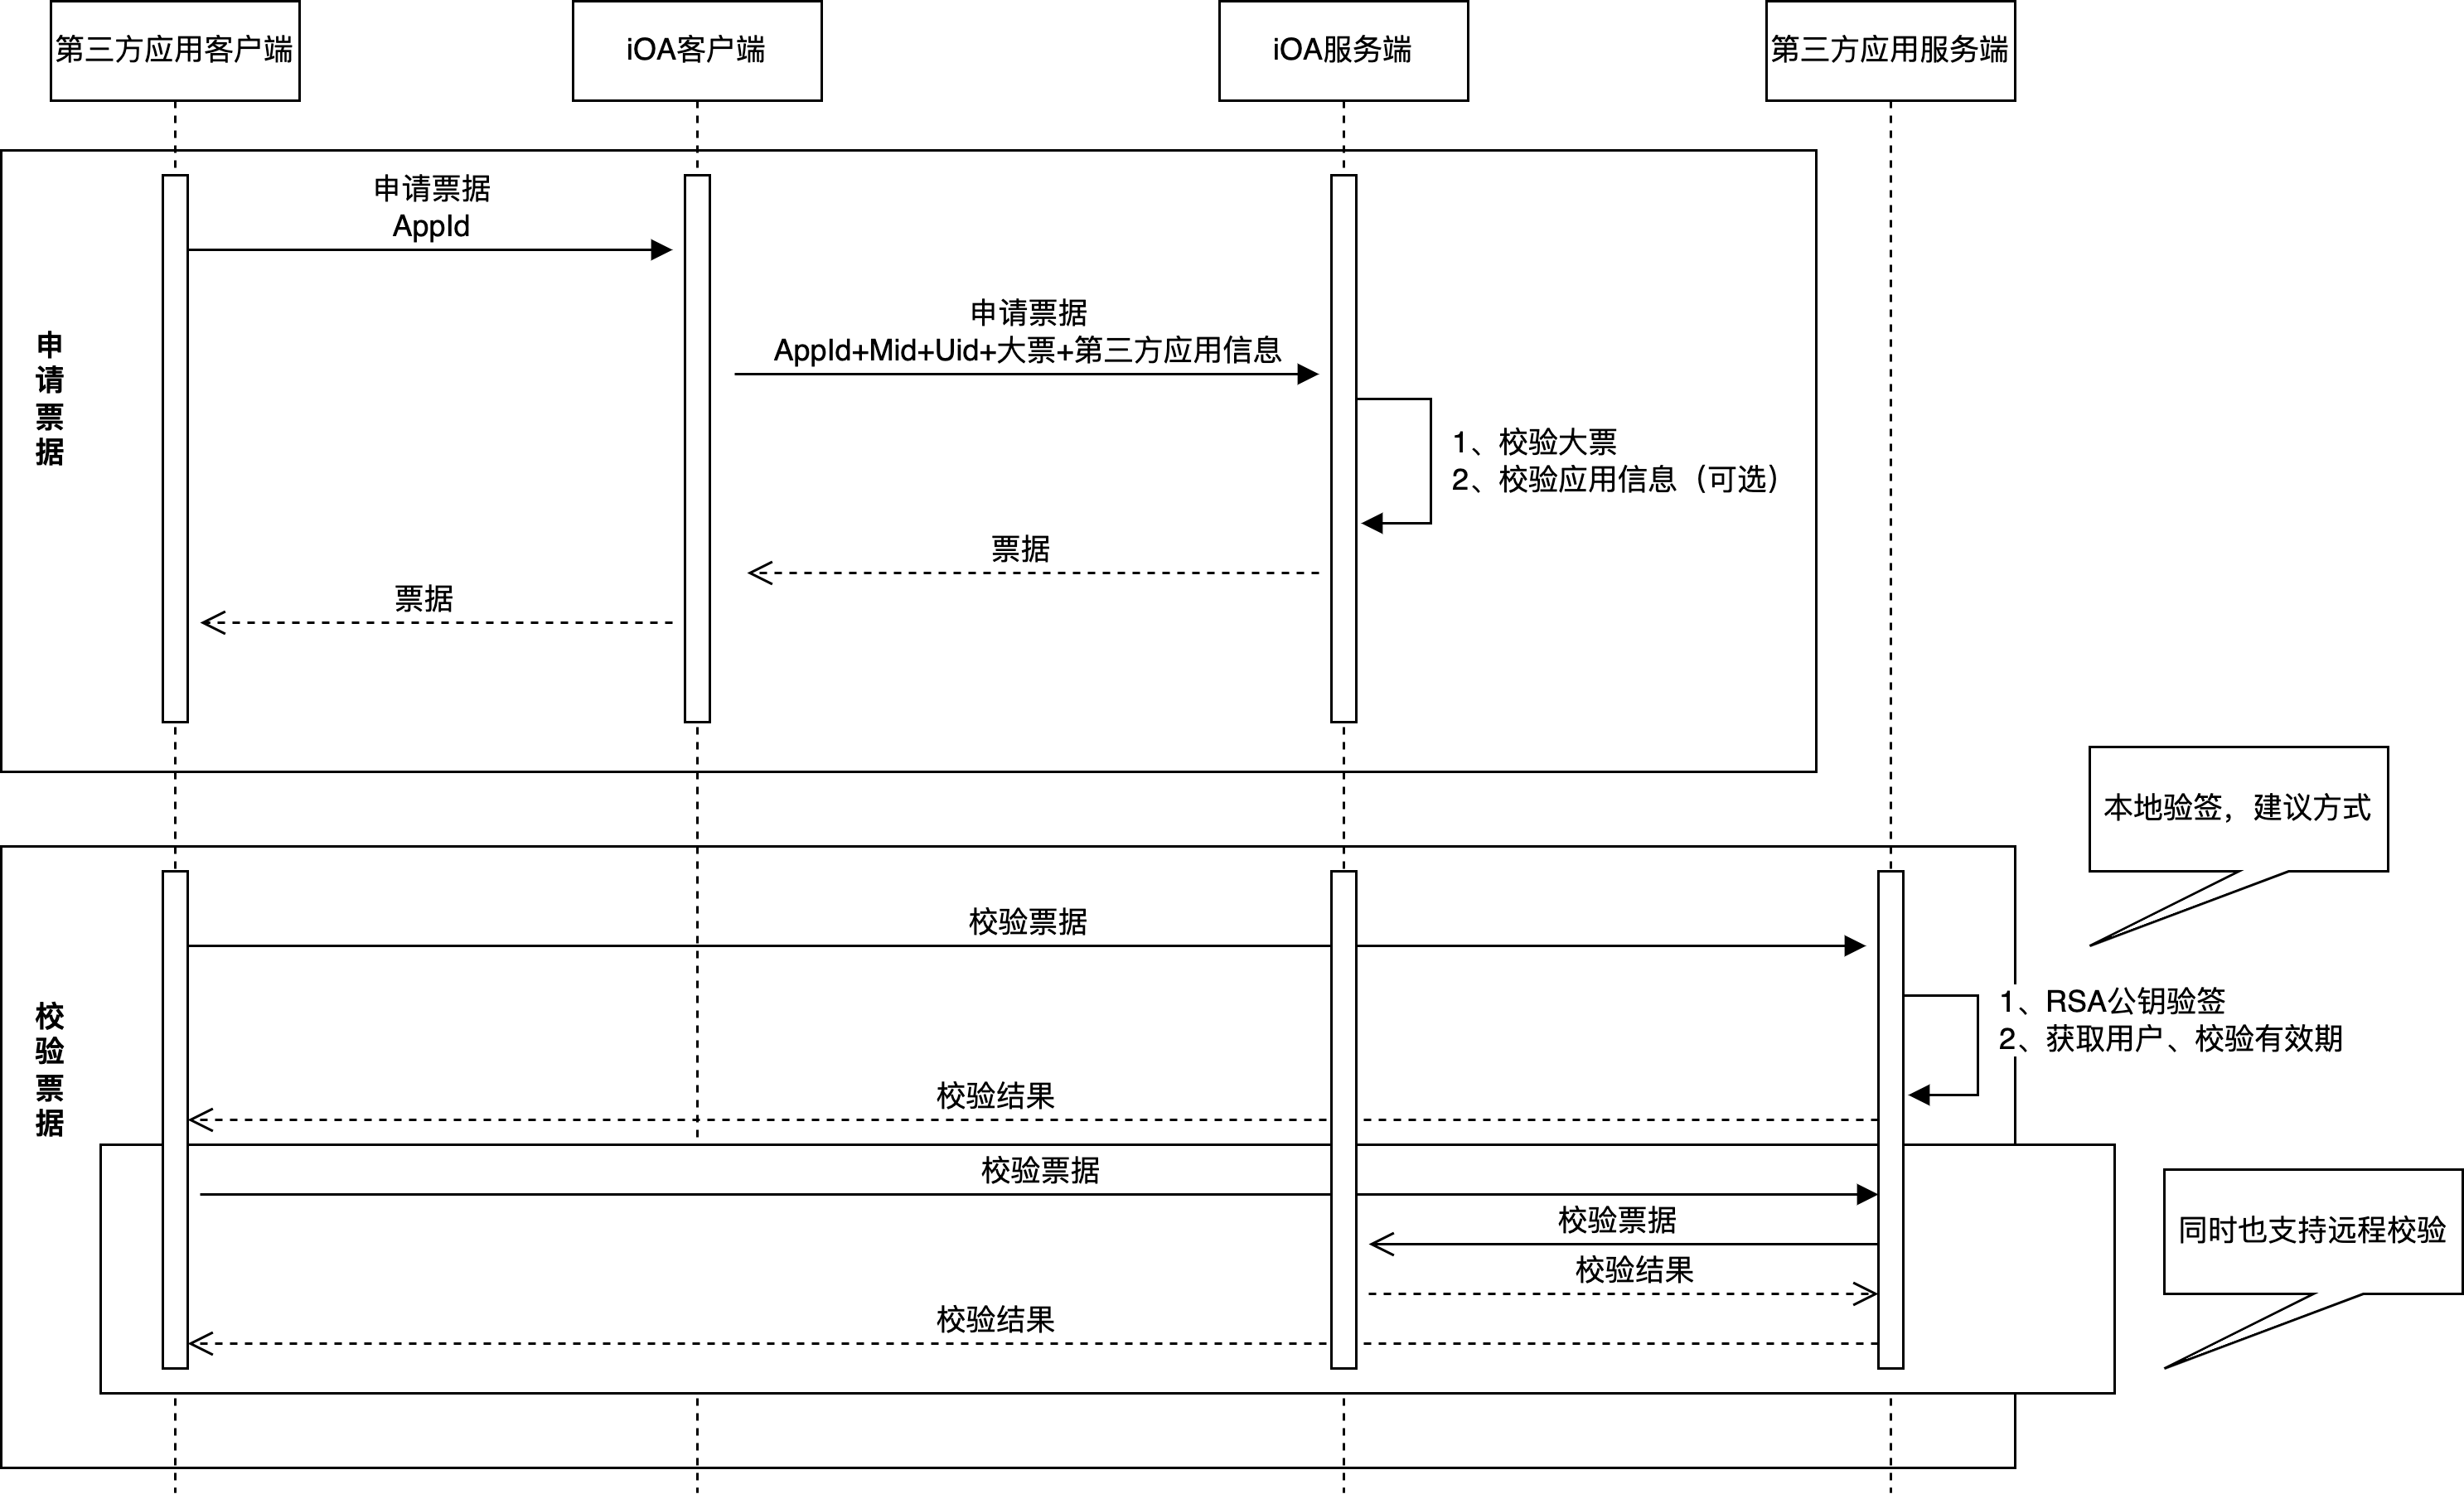 第三方应用客户端
iOA客户端
iOA服务端
第三方应用服务端
申请票据
AppId
申请票据
AppId+Mid+Uid+大票+第三方应用信息
申
请
票
据
1、校验大票
2、校验应用信息（可选）
票据
票据
本地验签，建议方式
校验票据
1、RSA公钥验签
2、获取用户、校验有效期
校
验
票
据
校验结果
校验票据
校验票据
同时也支持远程校验
校验结果
校验结果